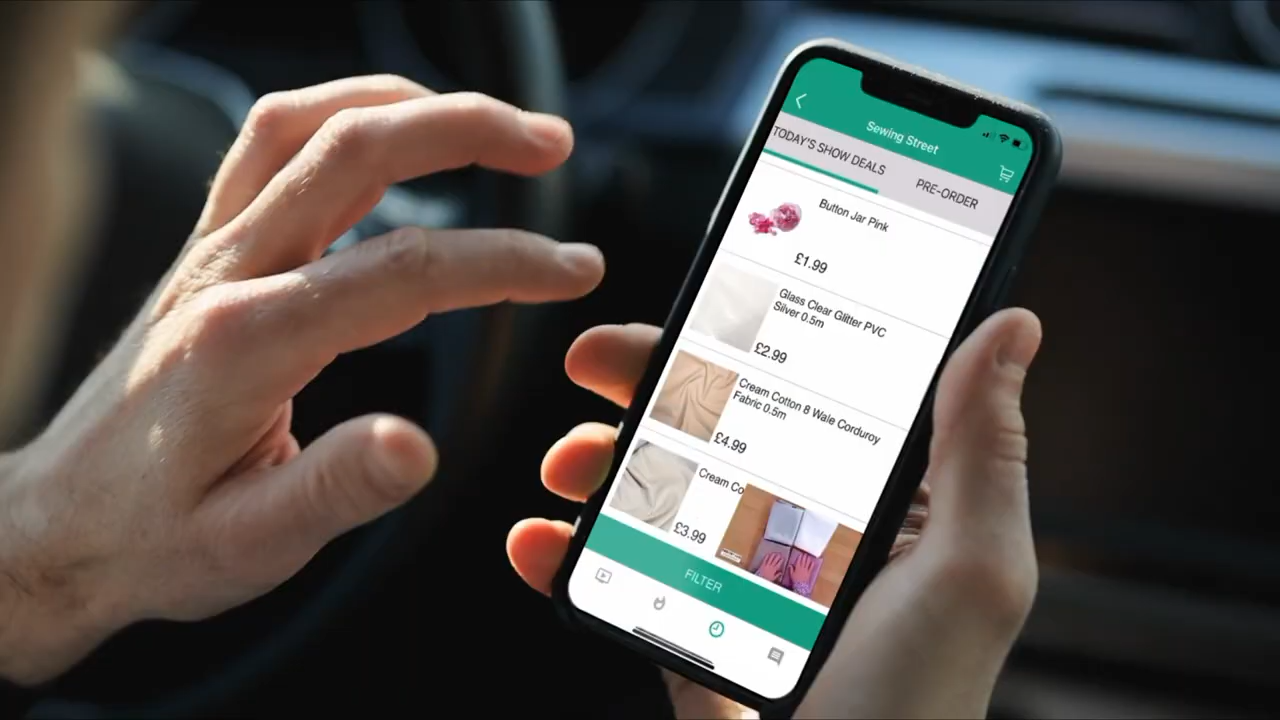 Sewing Street
TODAY'S SHOW DEALS
PRE-ORDER
Button Jar Pink
£1.99
Glass Clear Glitter PVC
Silver 0.5m
£2.99
Cream Cotton 8 Wale Corduroy
Fabric 0.5m
£4.99
Cream Co
£3.99
FILTER